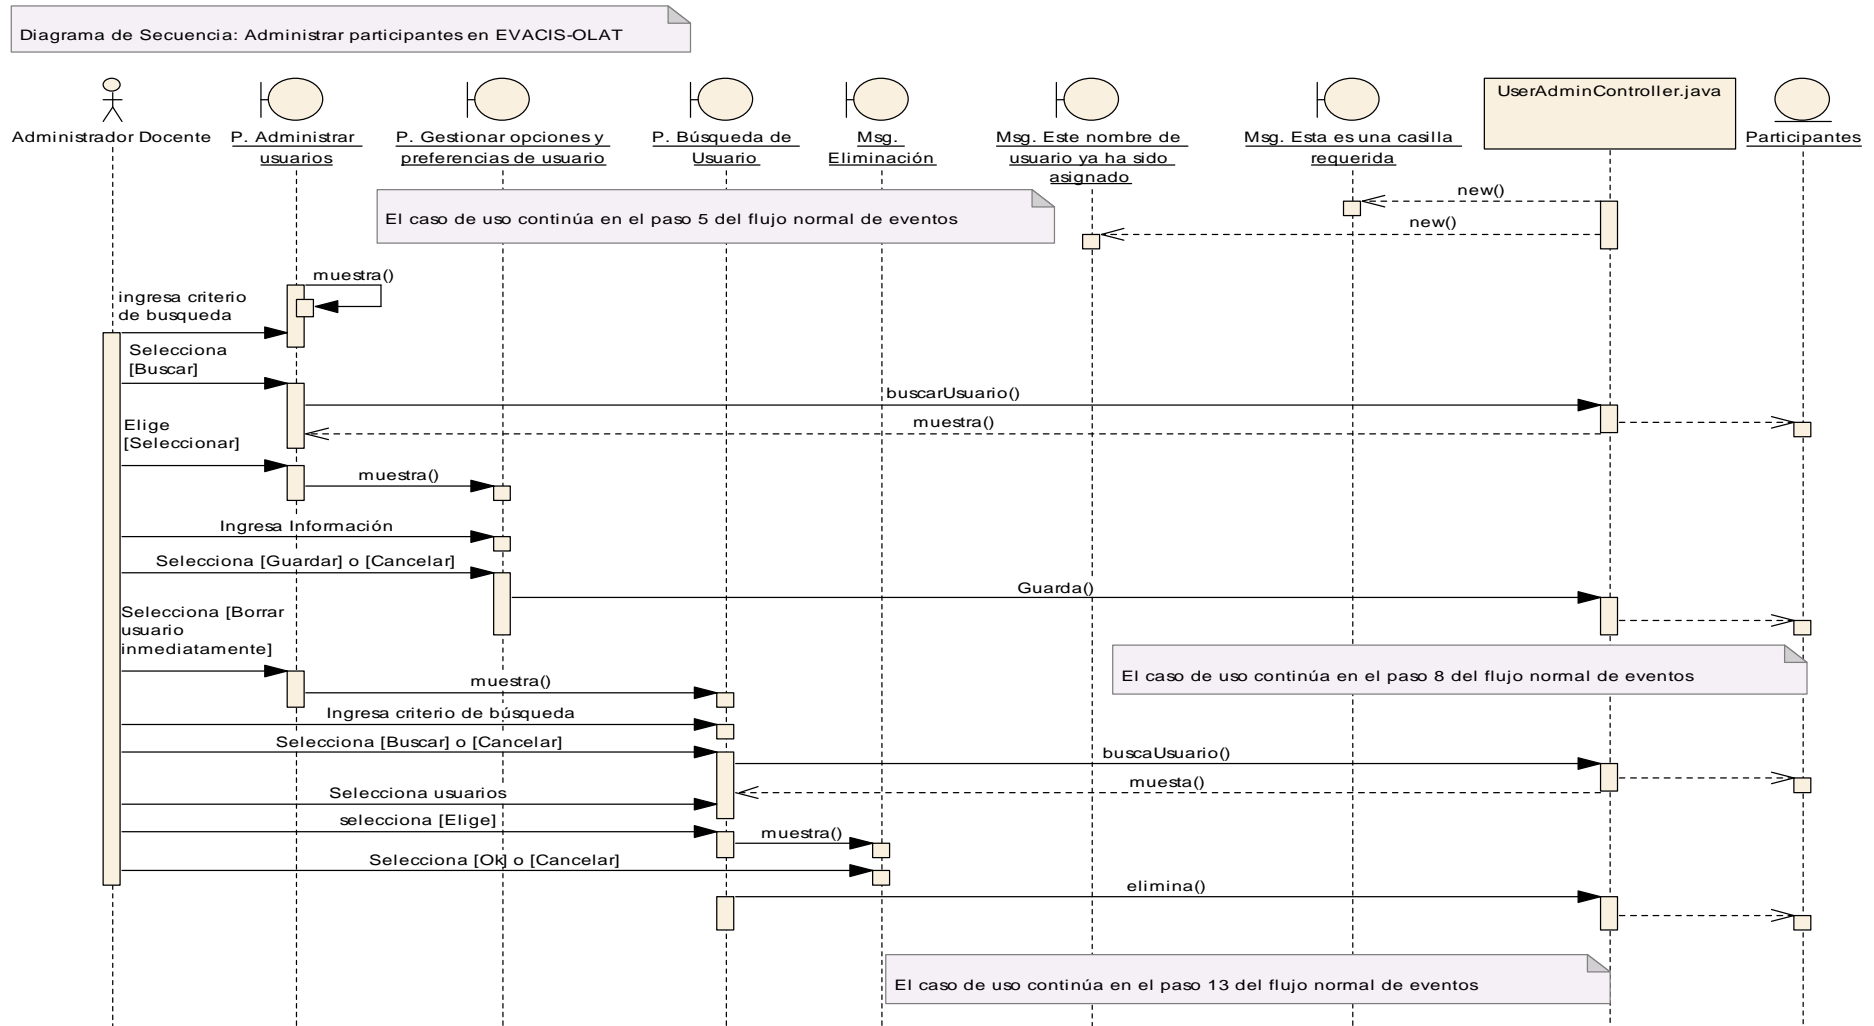 Diagrama de Secuencia: Administrar participantes en EVACIS-OLAT
Administrador Docente
P. Administrar
usuarios
P. Gestionar opciones y
preferencias de usuario
P. Búsqueda de
Usuario
Msg.
Eliminación
Msg. Este nombre de
usuario ya ha sido
asignado
Msg. Esta es una casilla
requerida
UserAdminController.java
Participantes
new()
El caso de uso continúa en el paso 5 del flujo normal de eventos
new()
muestra()
ingresa criterio
de busqueda
Selecciona
[Buscar]
buscarUsuario()
muestra()
Elige
[Seleccionar]
muestra()
Ingresa Información
Selecciona [Guardar] o [Cancelar]
Guarda()
Selecciona [Borrar
usuario
inmediatamente]
El caso de uso continúa en el paso 8 del flujo normal de eventos
muestra()
Ingresa criterio de búsqueda
Selecciona [Buscar] o [Cancelar]
buscaUsuario()
muesta()
Selecciona usuarios
selecciona [Elige]
muestra()
Selecciona [Ok] o [Cancelar]
elimina()
El caso de uso continúa en el paso 13 del flujo normal de eventos